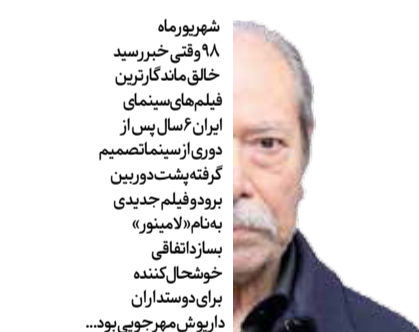 شهریورماه
۹۸ وقتی خبر رسید
خالق ماندگارترین
فیلم‌های سینمای
ایران ۶ سال پس از
دوری از سینما تصمیم
گرفته پشت دوربین
برود و فیلم جدیدی
به‌نام «لامینور»
بسازد اتفاقی
خوشحال‌کننده
برای دوستداران
داریوش مهرجویی بود...